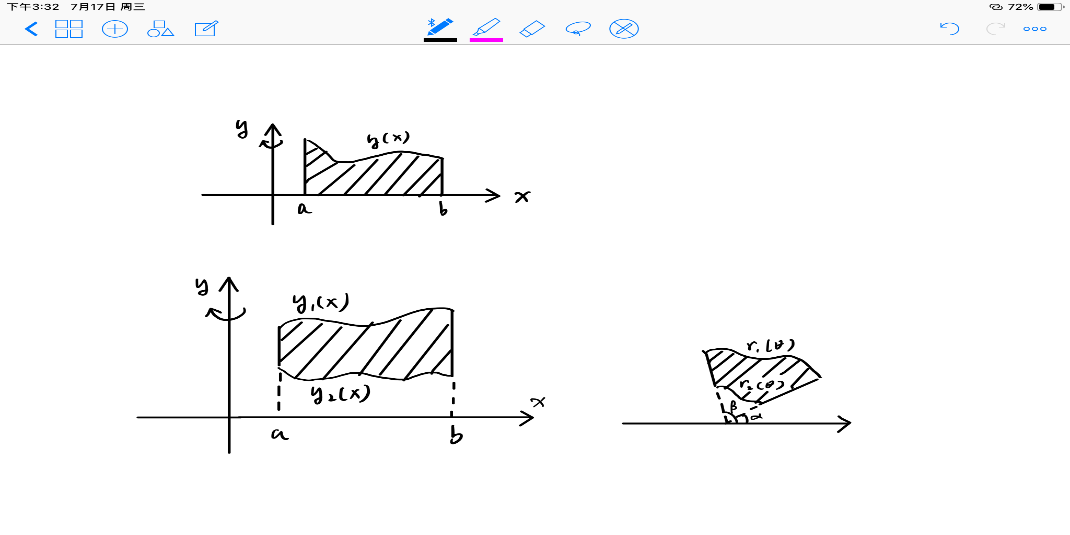 下午3:32 7月17日 周三
72%
y
y(x)
a
b
x
y
y₁(x)
y₂(x)
x
a
b
r₁(θ)
r₂(θ)
β
α